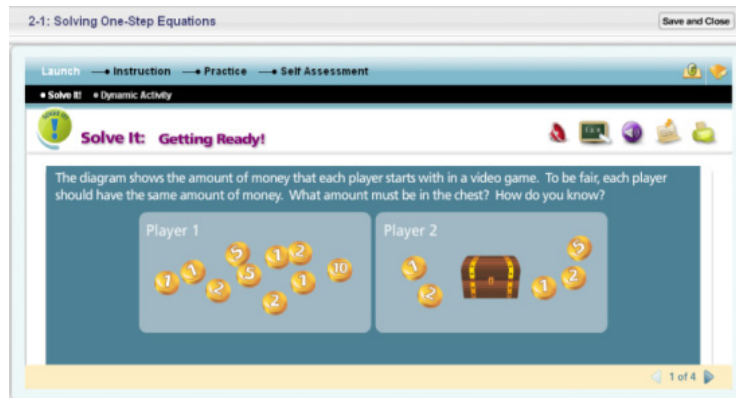 2-1: Solving One-Step Equations
Save and Close
Launch Instruction Practice Self Assessment
Solve It! Dynamic Activity
SOLVE IT!
Solve It: Getting Ready!
The diagram shows the amount of money that each player starts with in a video game. To be fair, each player
should have the same amount of money. What amount must be in the chest? How do you know?
Player 1
1 1 5 2 5 1 2 2 1 10
Player 2
1 2 1 2 5
1 of 4